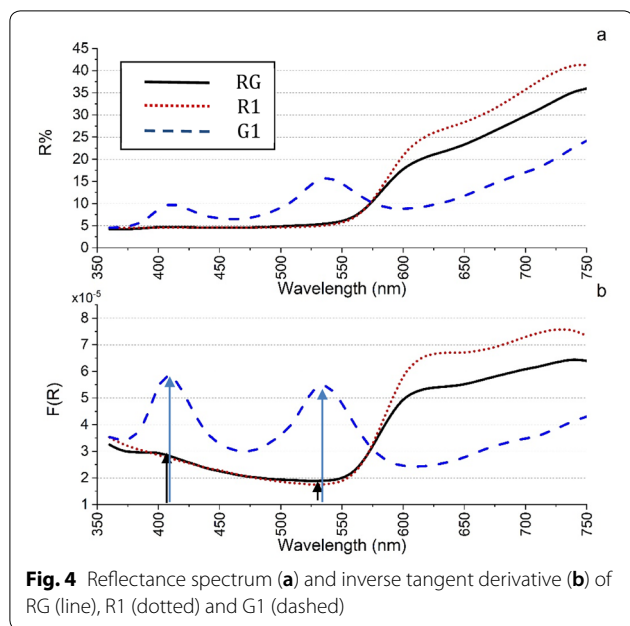 a
45
40
35
30
25
20
15
10
5
0
R%
RG
R1
G1
350 400 450 500 550 600 650 700 750
Wavelength (nm)
b
x10-5
8
7
6
5
4
3
2
1
F(R)
350 400 450 500 550 600 650 700 750
Wavelength (nm)
Fig. 4 Reflectance spectrum (a) and inverse tangent derivative (b) of
RG (line), R1 (dotted) and G1 (dashed)